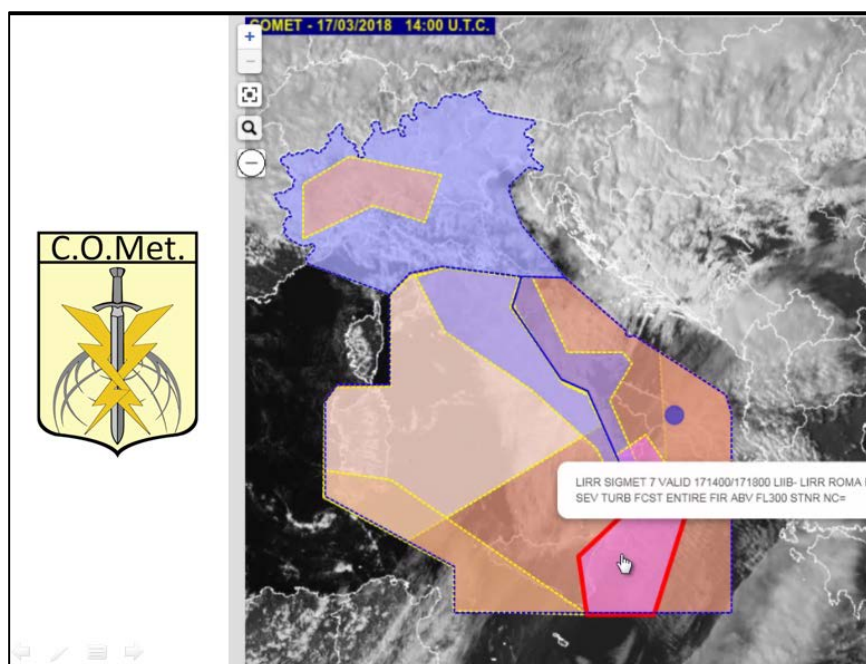 COMET - 17/03/2018 14:00 U.T.C.
C.O.Met.
LIRR SIGMET 7 VALID 171400/171800 LIIB- LIRR ROMA
SEV TURB FCST ENTIRE FIR ABV FL300 STNR NC=